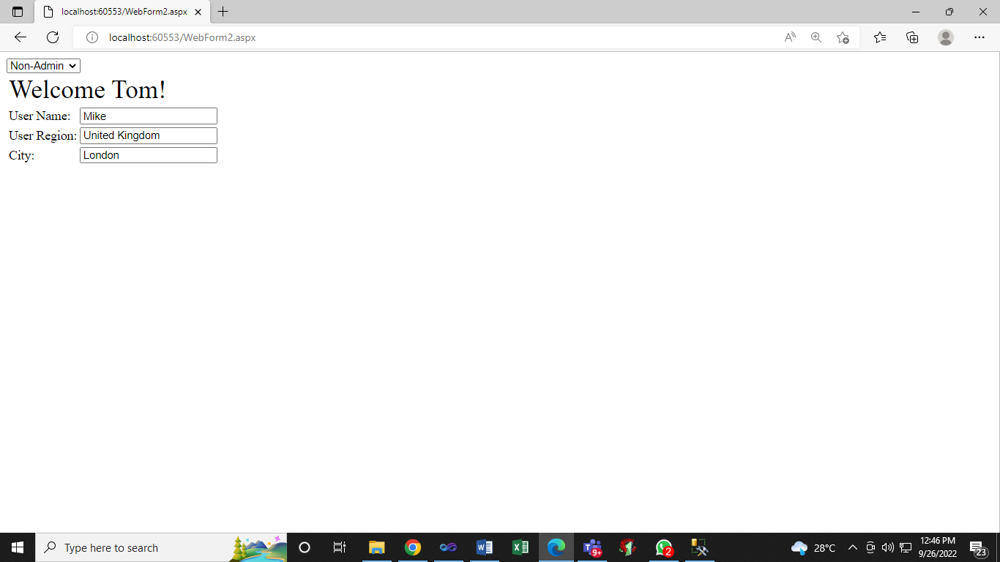 localhost:60553/WebForm2.aspx
localhost:60553/WebForm2.aspx
Non-Admin
Welcome Tom!
User Name: Mike
User Region: United Kingdom
City: London
Type here to search
9+
2
28°C
12:46 PM
9/26/2022
23